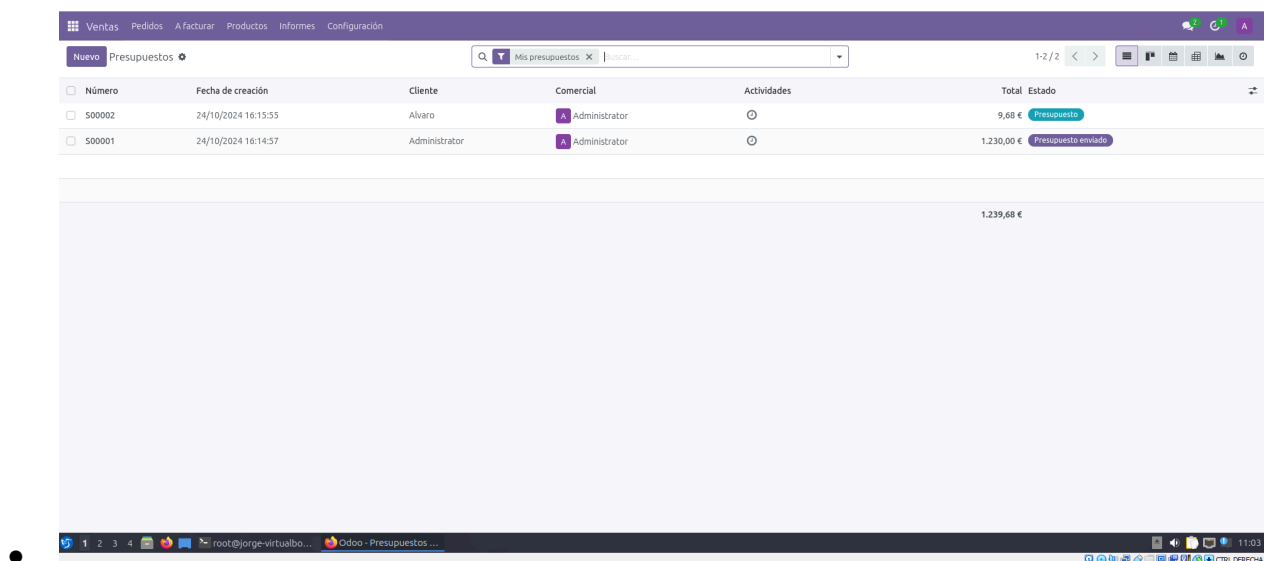 Ventas Pedidos A facturar Productos Informes Configuración 2 1 A
Nuevo Presupuestos Mis presupuestos Buscar... 1-2 / 2
Número Fecha de creación Cliente Comercial Actividades Total Estado
S00002 24/10/2024 16:15:55 Alvaro A Administrator 9,68 € Presupuesto
S00001 24/10/2024 16:14:57 Administrator A Administrator 1.230,00 € Presupuesto enviado
1.239,68 €
1 2 3 4 root@jorge-virtualbo... Odoo - Presupuestos ... 11:03
CTRL DERECHA